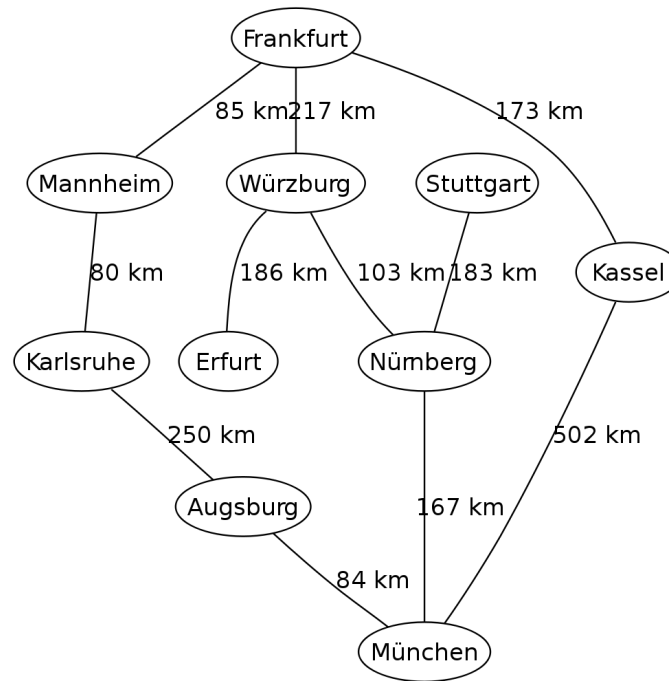 Frankfurt
85 km
217 km
173 km
Mannheim
Würzburg
Stuttgart
80 km
186 km
103 km
183 km
Kassel
Karlsruhe
Erfurt
Nürnberg
250 km
502 km
Augsburg
167 km
84 km
München